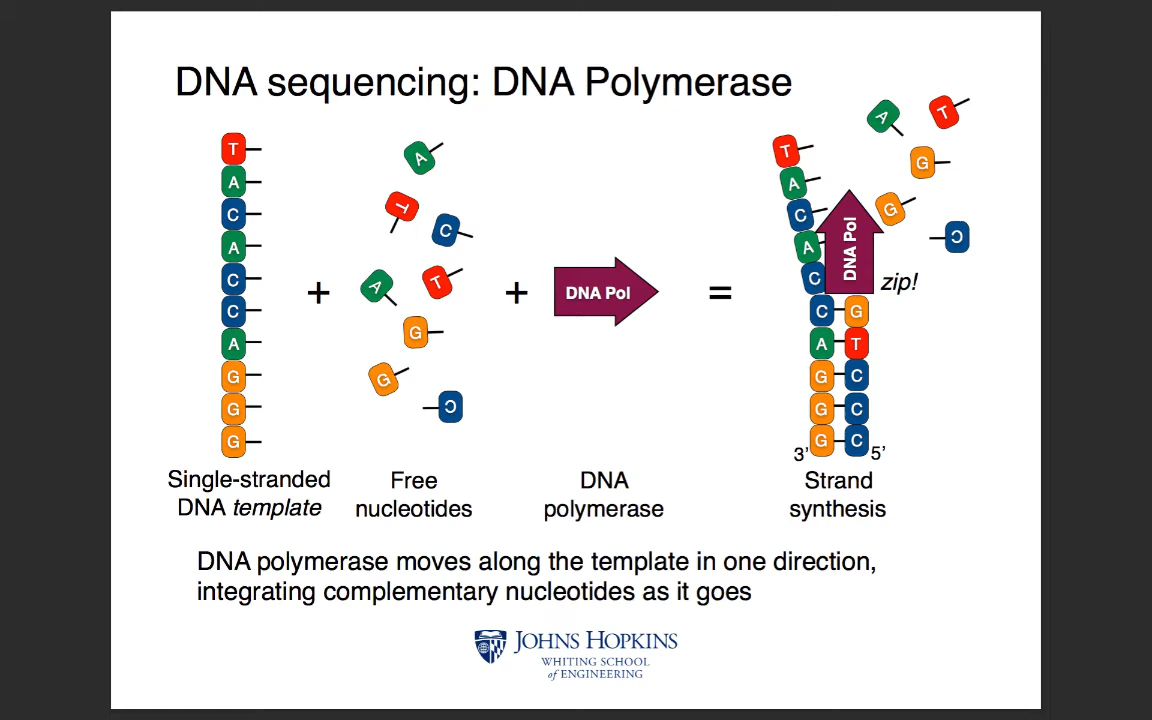 DNA sequencing: DNA Polymerase
T
A
C
A
C
C
A
G
G
G
A
T
C
A
T
G
G
C
+
+
DNA Pol
=
T
A
C
A
C
C
A
G
G
G
G
T
C
C
C
DNA Pol
zip!
A
T
G
G
C
3’
5’
Single-stranded
DNA template
Free
nucleotides
DNA
polymerase
Strand
synthesis
DNA polymerase moves along the template in one direction,
integrating complementary nucleotides as it goes
JOHNS HOPKINS
WHITING SCHOOL
of ENGINEERING